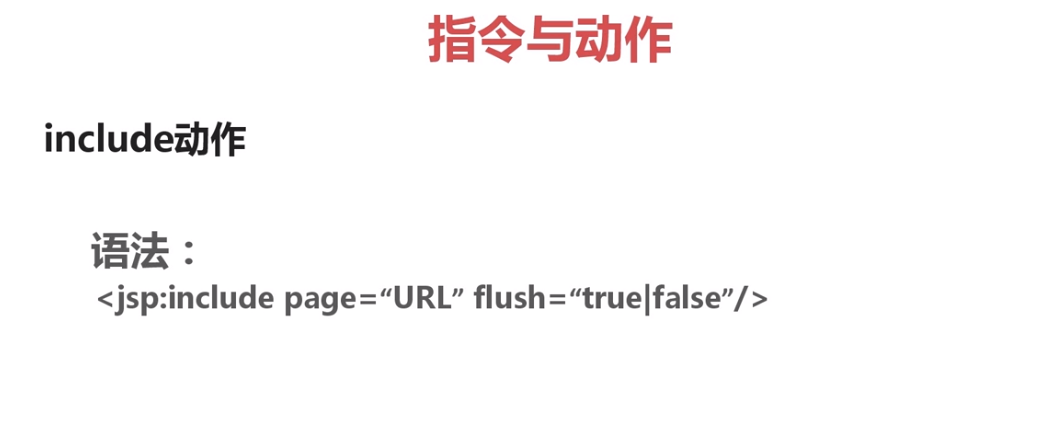 指令与动作
include动作
语法：
<jsp:include page=“URL” flush=“true|false”/>